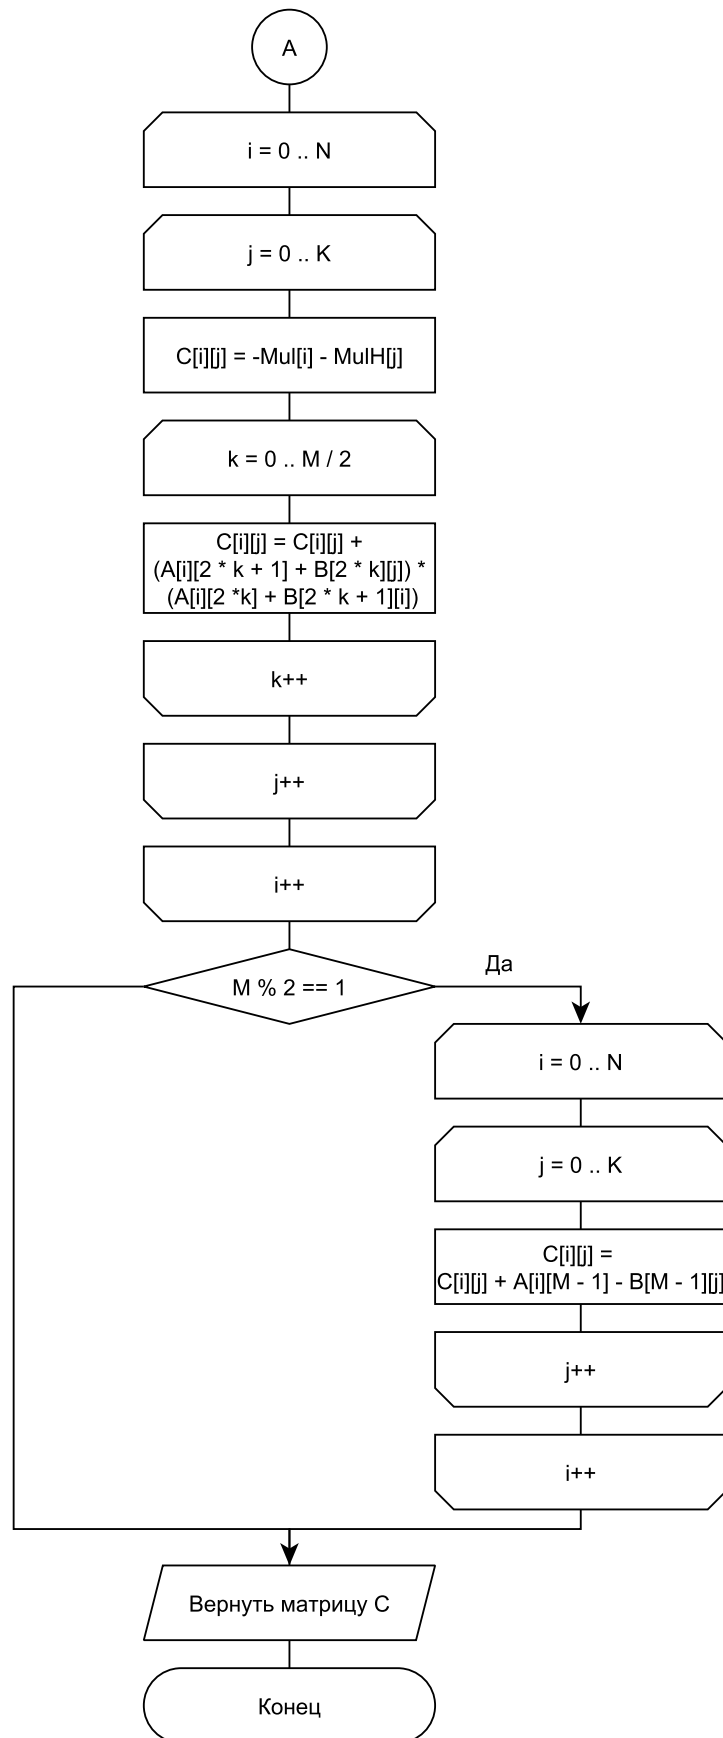 A
i = 0 .. N
j = 0 .. K
C[i][j] = -Mul[i] - MulH[j]
k = 0 .. M / 2
C[i][j] = C[i][j] +
(A[i][2 * k + 1] + B[2 * k][j]) *
(A[i][2 *k] + B[2 * k + 1][i])
k++
j++
i++
M % 2 == 1
Да
i = 0 .. N
j = 0 .. K
C[i][j] =
C[i][j] + A[i][M - 1] - B[M - 1][j]
j++
i++
Вернуть матрицу C
Конец